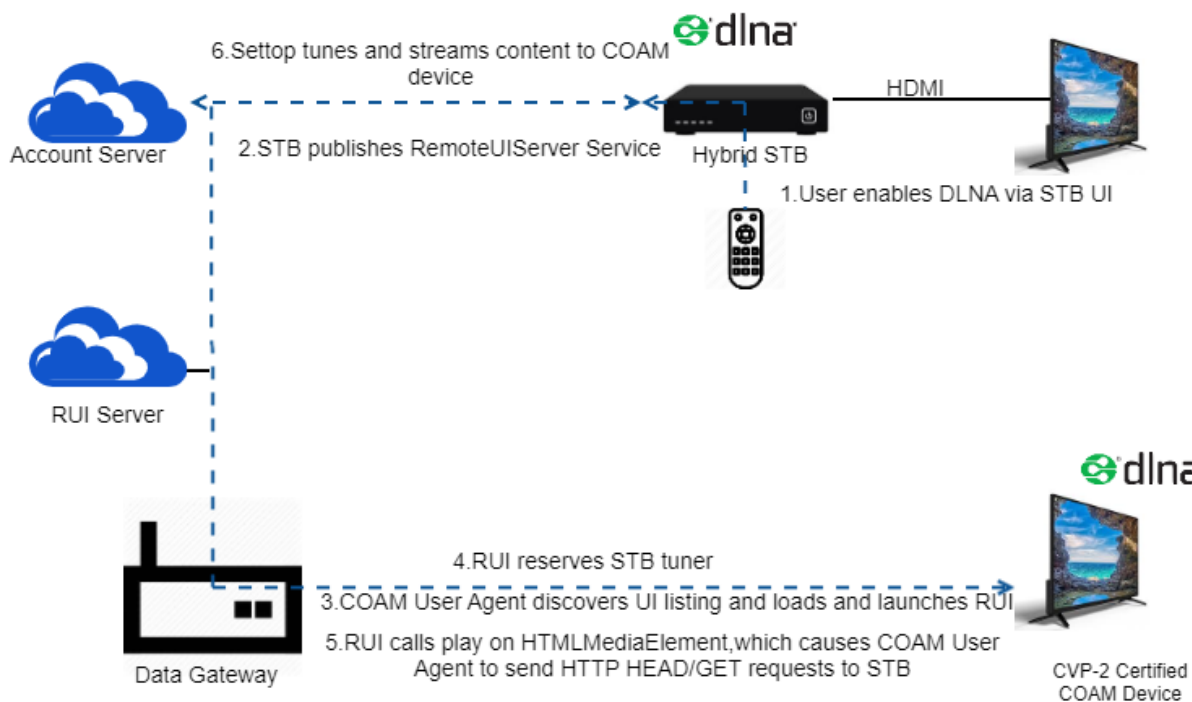 dlna
6.Settop tunes and streams content to COAM
device
HDMI
Account Server
2.STB publishes RemoteUIServer Service
Hybrid STB
1.User enables DLNA via STB UI
RUI Server
dlna
4.RUI reserves STB tuner
3.COAM User Agent discovers UI listing and loads and launches RUI
5.RUI calls play on HTMLMediaElement,which causes COAM User
Agent to send HTTP HEAD/GET requests to STB
Data Gateway
CVP-2 Certified
COAM Device